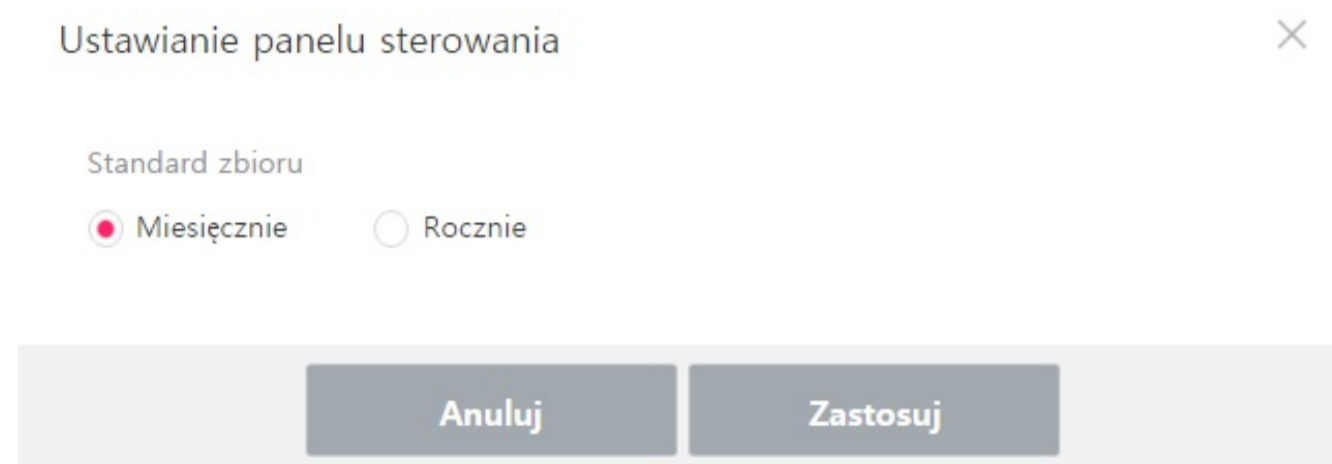 Ustawianie panelu sterowania
Standard zbioru
Miesięcznie Rocznie
Anuluj Zastosuj